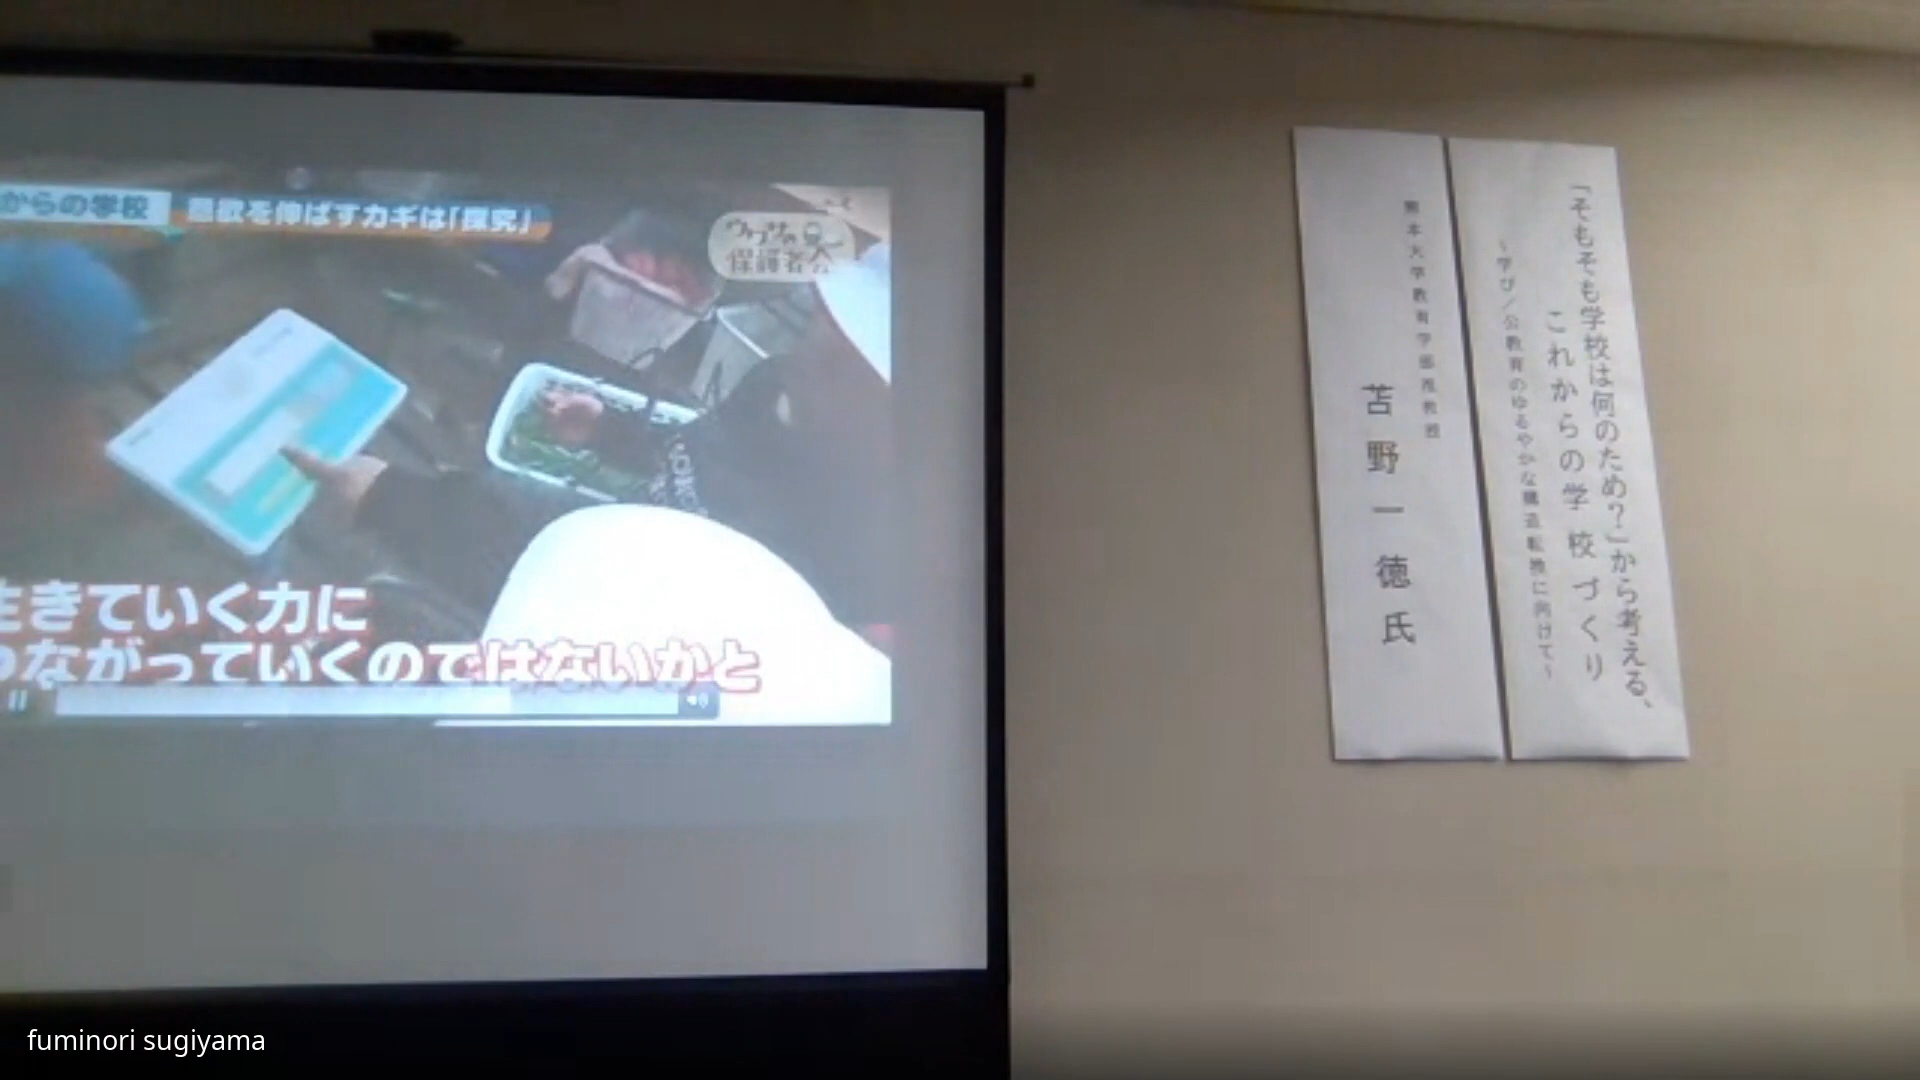 からの学校
意欲を伸ばすカギは「探究」
ウワサの
保護者会
生きていく力に
つながっていくのではないかと
「そもそも学校は何のため？」から考える、
これからの学校づくり
～学び／公教育のゆるやかな構造転換に向けて～
熊本大学教育学部准教授
苫野一徳氏
fuminori sugiyama